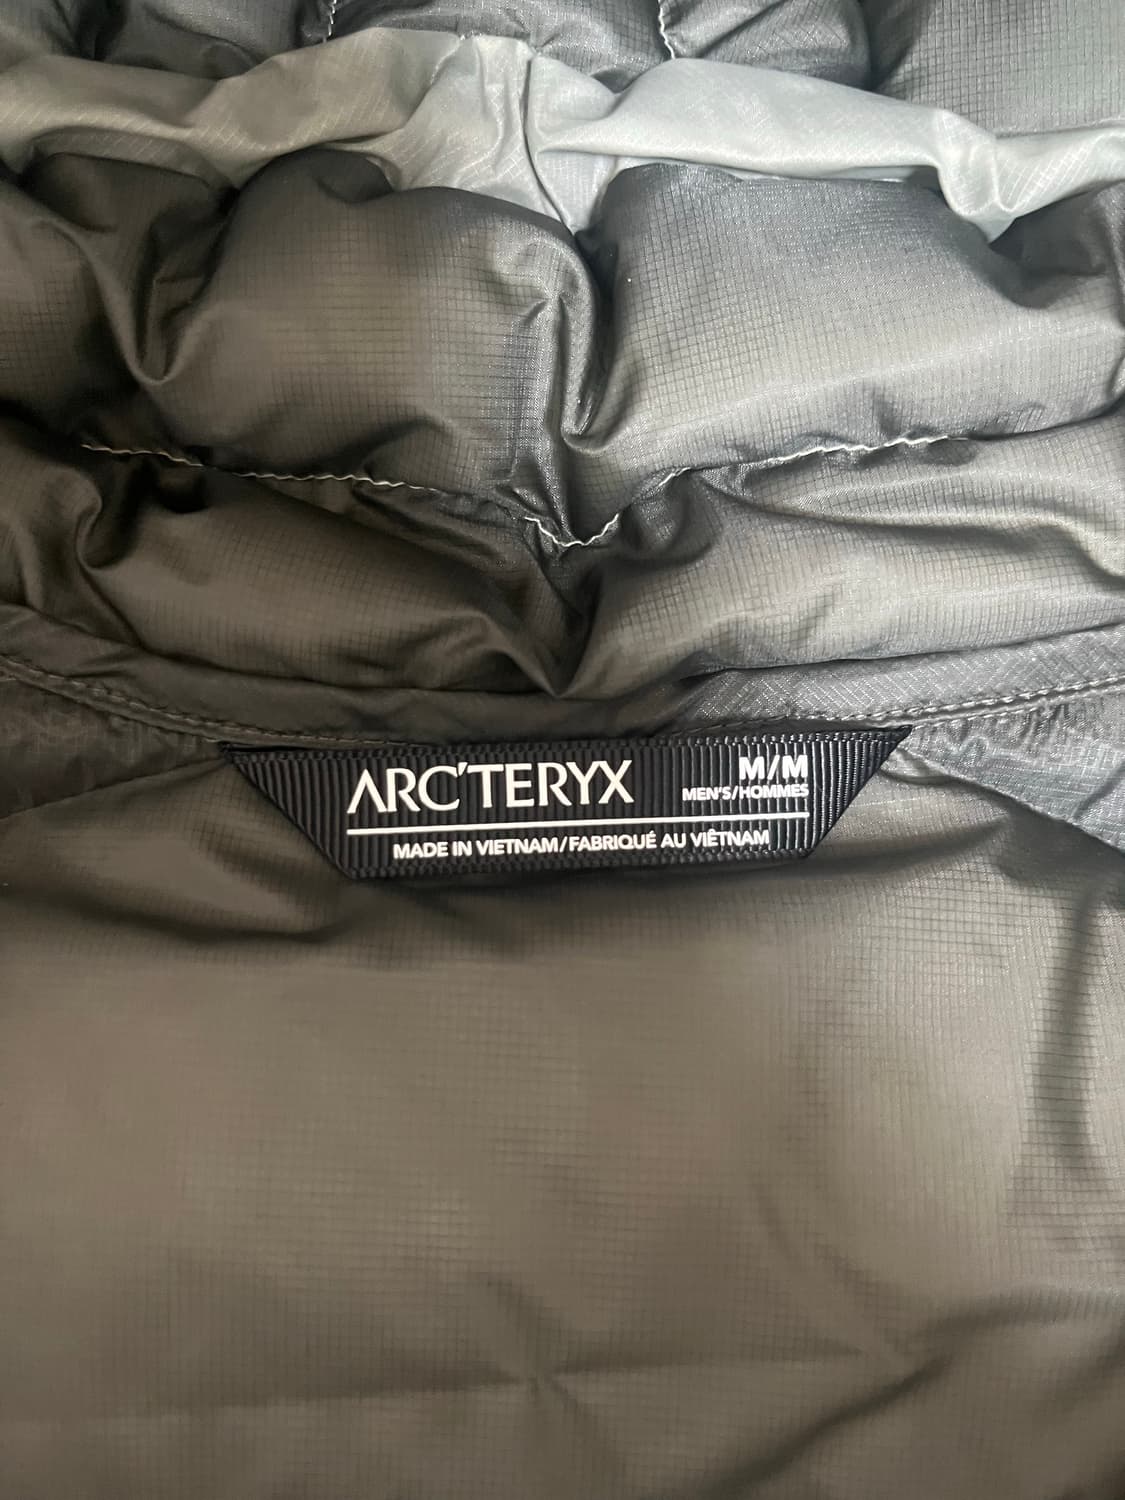 ARC'TERYX
M/M
MEN'S/HOMMES
MADE IN VIETNAM/FABRIQUÉ AU VIÊTNAM